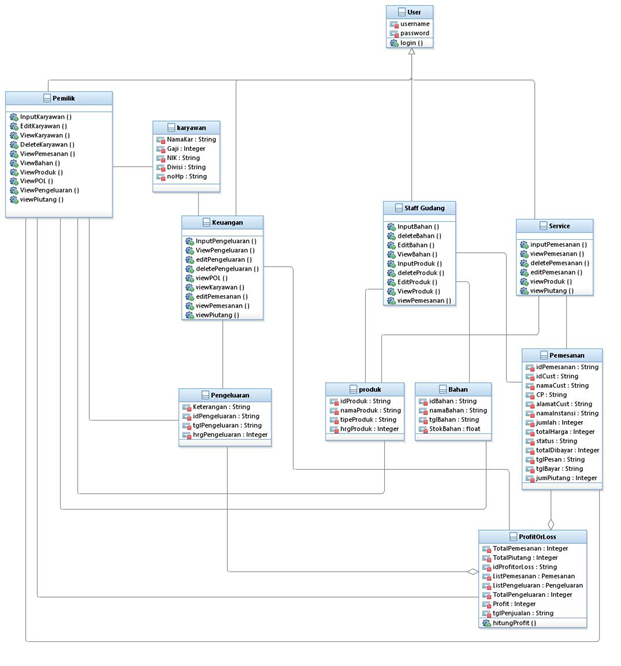 User
username
password
login ()
Pemilik
InputKaryawan ()
EditKaryawan ()
ViewKaryawan ()
DeleteKaryawan ()
ViewPemesanan ()
ViewBahan ()
ViewProduk ()
ViewPOL ()
ViewPengeluaran ()
viewPiutang ()
karyawan
NamaKar : String
Gaji : Integer
NIK : String
Divisi : String
noHp : String
Keuangan
InputPengeluaran ()
ViewPengeluaran ()
editPengeluaran ()
deletePengeluaran ()
viewPOL ()
viewKaryawan ()
editPemesanan ()
viewPemesanan ()
viewPiutang ()
Staff Gudang
InputBahan ()
deleteBahan ()
EditBahan ()
ViewBahan ()
InputProduk ()
deleteProduk ()
EditProduk ()
ViewProduk ()
viewPemesanan ()
Service
inputPemesanan ()
viewPemesanan ()
deletePemesanan ()
editPemesanan ()
viewProduk ()
viewPiutang ()
Pengeluaran
Keterangan : String
idPengeluaran : String
tglPengeluaran : String
hrgPengeluaran : Integer
produk
idProduk : String
namaProduk : String
tipeProduk : String
hrgProduk : Integer
Bahan
idBahan : String
namaBahan : String
tglBahan : String
StokBahan : float
Pemesanan
idPemesanan : String
idCust : String
namaCust : String
CP : String
alamatCust : String
namaInstansi : String
jumlah : Integer
totalHarga : Integer
status : String
totalDibayar : Integer
tglPesan : String
tglBayar : String
jumPiutang : Integer
ProfitOrLoss
TotalPemesanan : Integer
TotalPiutang : Integer
idProfitorLoss : String
ListPemesanan : Pemesanan
ListPengeluaran : Pengeluaran
TotalPengeluaran : Integer
Profit : Integer
tglPenjualan : String
hitungProfit ()